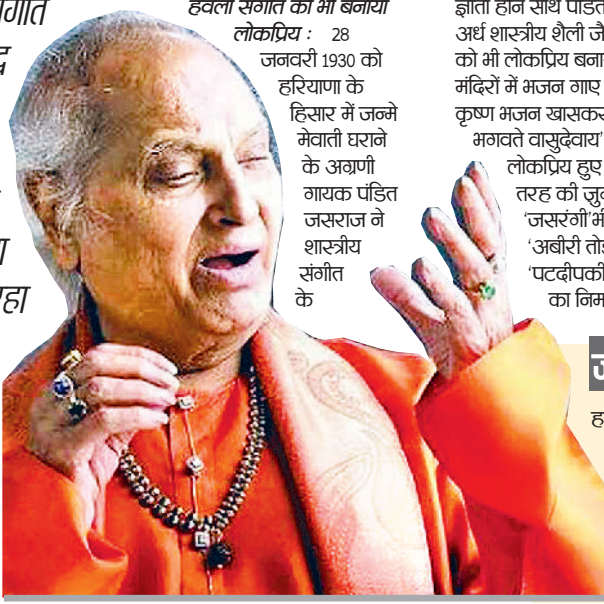 हवेली संगीत को भी बनाया
लोकप्रिय : 28
जनवरी 1930 को
हरियाणा के
हिसार में जन्मे
मेवाती घराने
के अग्रणी
गायक पंडित
जसराज ने
शास्त्रीय
संगीत
के
ज्ञाता होने साथ पंडित
अर्ध शास्त्रीय शैली जै
को भी लोकप्रिय बना
मंदिरों में भजन गाए
कृष्ण भजन खासकर
भगवते वासुदेवाय'
लोकप्रिय हुए
तरह की जु
'जसरंगी'भी
'अबीरी तो
'पटदीपकी
का निम
ह